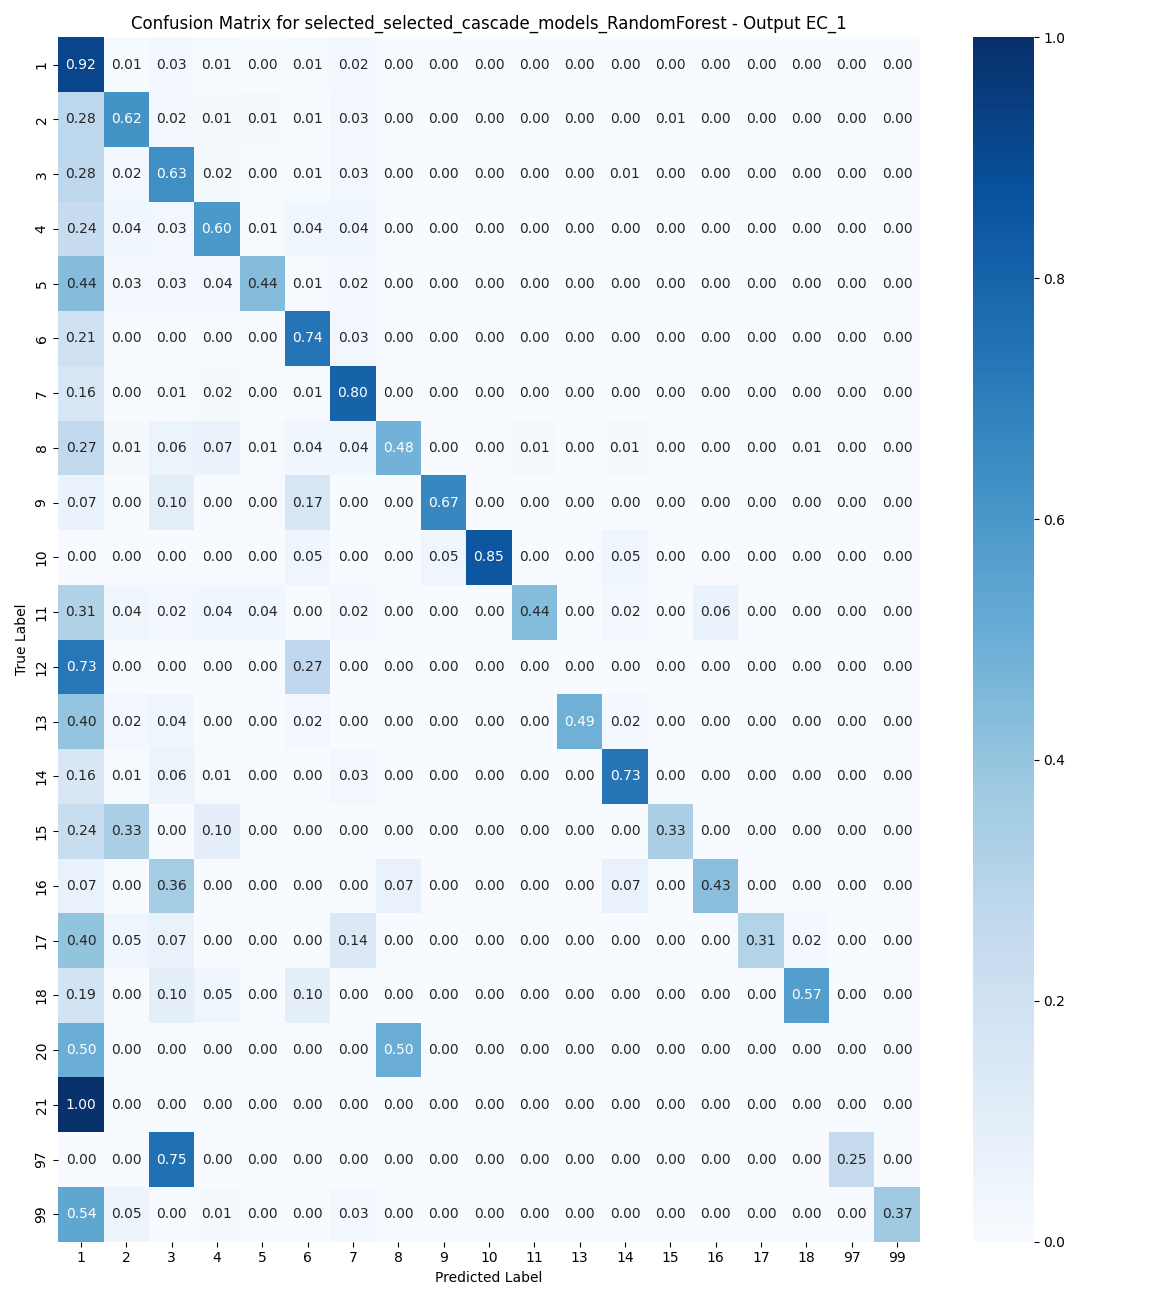 Confusion Matrix for selected_selected_cascade_models_RandomForest - Output EC_1
1 0.92 0.01 0.03 0.01 0.00 0.01 0.02 0.00 0.00 0.00 0.00 0.00 0.00 0.00 0.00 0.00 0.00 0.00 0.00
2 0.28 0.62 0.02 0.01 0.01 0.01 0.03 0.00 0.00 0.00 0.00 0.00 0.00 0.01 0.00 0.00 0.00 0.00 0.00
3 0.28 0.02 0.63 0.02 0.00 0.01 0.03 0.00 0.00 0.00 0.00 0.00 0.01 0.00 0.00 0.00 0.00 0.00 0.00
4 0.24 0.04 0.03 0.60 0.01 0.04 0.04 0.00 0.00 0.00 0.00 0.00 0.00 0.00 0.00 0.00 0.00 0.00 0.00
5 0.44 0.03 0.03 0.04 0.44 0.01 0.02 0.00 0.00 0.00 0.00 0.00 0.00 0.00 0.00 0.00 0.00 0.00 0.00
6 0.21 0.00 0.00 0.00 0.00 0.74 0.03 0.00 0.00 0.00 0.00 0.00 0.00 0.00 0.00 0.00 0.00 0.00 0.00
7 0.16 0.00 0.01 0.02 0.00 0.01 0.80 0.00 0.00 0.00 0.00 0.00 0.00 0.00 0.00 0.00 0.00 0.00 0.00
8 0.27 0.01 0.06 0.07 0.01 0.04 0.04 0.48 0.00 0.00 0.01 0.00 0.01 0.00 0.00 0.00 0.01 0.00 0.00
9 0.07 0.00 0.10 0.00 0.00 0.17 0.00 0.00 0.67 0.00 0.00 0.00 0.00 0.00 0.00 0.00 0.00 0.00 0.00
10 0.00 0.00 0.00 0.00 0.00 0.05 0.00 0.00 0.05 0.85 0.00 0.00 0.05 0.00 0.00 0.00 0.00 0.00 0.00
11 0.31 0.04 0.02 0.04 0.04 0.00 0.02 0.00 0.00 0.00 0.44 0.00 0.02 0.00 0.06 0.00 0.00 0.00 0.00
12 0.73 0.00 0.00 0.00 0.00 0.27 0.00 0.00 0.00 0.00 0.00 0.00 0.00 0.00 0.00 0.00 0.00 0.00 0.00
13 0.40 0.02 0.04 0.00 0.00 0.02 0.00 0.00 0.00 0.00 0.00 0.49 0.02 0.00 0.00 0.00 0.00 0.00 0.00
14 0.16 0.01 0.06 0.01 0.00 0.00 0.03 0.00 0.00 0.00 0.00 0.00 0.73 0.00 0.00 0.00 0.00 0.00 0.00
15 0.24 0.33 0.00 0.10 0.00 0.00 0.00 0.00 0.00 0.00 0.00 0.00 0.00 0.33 0.00 0.00 0.00 0.00 0.00
16 0.07 0.00 0.36 0.00 0.00 0.00 0.00 0.07 0.00 0.00 0.00 0.00 0.07 0.00 0.43 0.00 0.00 0.00 0.00
17 0.40 0.05 0.07 0.00 0.00 0.00 0.14 0.00 0.00 0.00 0.00 0.00 0.00 0.00 0.00 0.31 0.02 0.00 0.00
18 0.19 0.00 0.10 0.05 0.00 0.10 0.00 0.00 0.00 0.00 0.00 0.00 0.00 0.00 0.00 0.00 0.57 0.00 0.00
20 0.50 0.00 0.00 0.00 0.00 0.00 0.00 0.50 0.00 0.00 0.00 0.00 0.00 0.00 0.00 0.00 0.00 0.00 0.00
21 1.00 0.00 0.00 0.00 0.00 0.00 0.00 0.00 0.00 0.00 0.00 0.00 0.00 0.00 0.00 0.00 0.00 0.00 0.00
97 0.00 0.00 0.75 0.00 0.00 0.00 0.00 0.00 0.00 0.00 0.00 0.00 0.00 0.00 0.00 0.00 0.00 0.25 0.00
99 0.54 0.05 0.00 0.01 0.00 0.00 0.03 0.00 0.00 0.00 0.00 0.00 0.00 0.00 0.00 0.00 0.00 0.00 0.37
1 2 3 4 5 6 7 8 9 10 11 13 14 15 16 17 18 97 99
Predicted Label
True Label
1.0
0.8
0.6
0.4
0.2
0.0